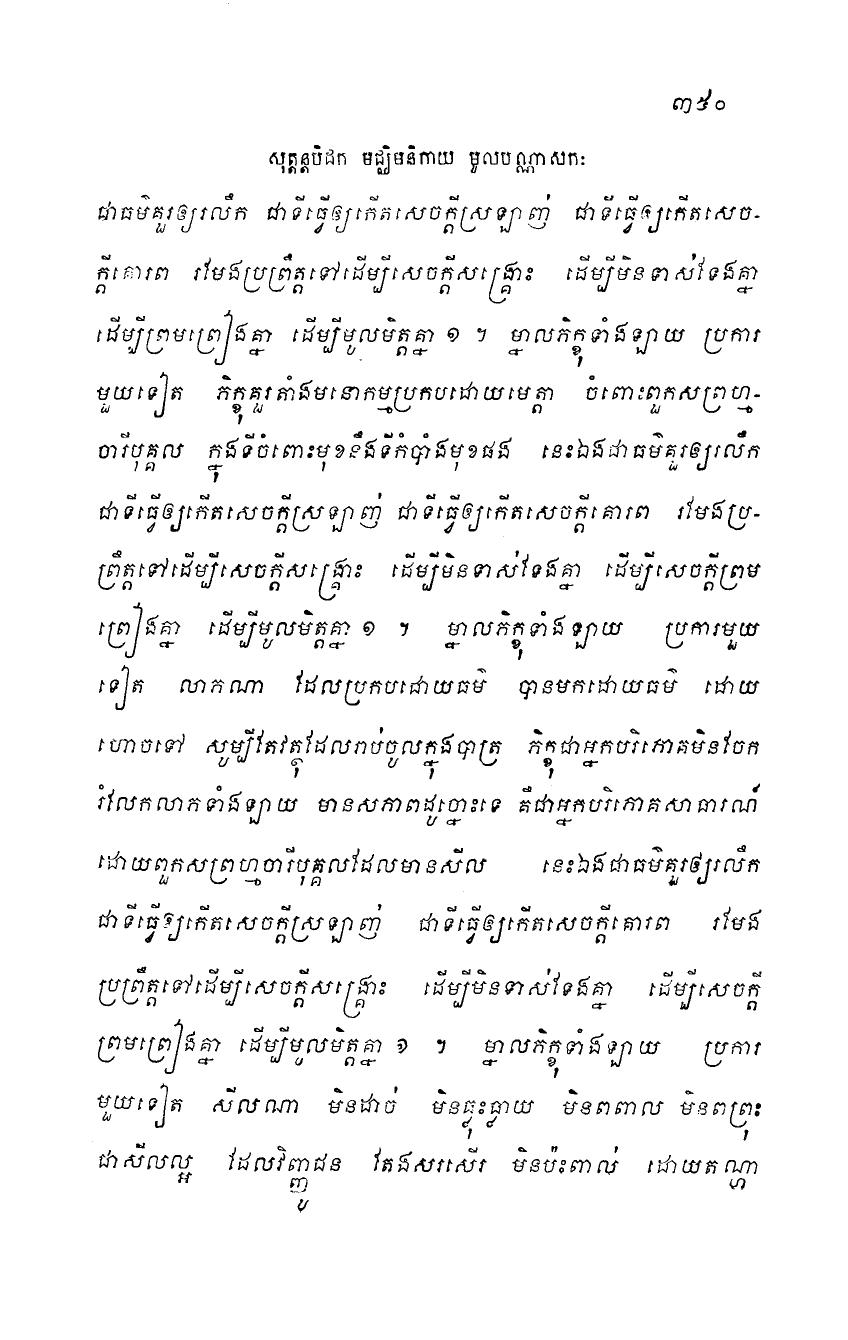 ៣៥០
សុត្តន្តបិដក មជ្ឈិមនិកាយ មូលបណ្ណាសកៈ
ជាធម៌គួរឲ្យរលឹក ជាទីធ្វើឲ្យកើតសេចក្តីស្រឡាញ់ ជាទីធ្វើឲ្យកើតសេច-
ក្តីគោរព រមែងប្រព្រឹត្តទៅដើម្បីសេចក្តីសង្គ្រោះ ដើម្បីមិនទាស់ទែងគ្នា
ដើម្បីព្រមព្រៀងគ្នា ដើម្បីមូលមិត្តគ្នា ១ ។ ម្នាលភិក្ខុទាំងឡាយ ប្រការ
មួយទៀត ភិក្ខុគួរតាំងមនោកម្មប្រកបដោយមេត្តា ចំពោះពួកសព្រហ្ម-
ចារីបុគ្គល ក្នុងទីចំពោះមុខនឹងទីកំបាំងមុខផង នេះឯងជាធម៌គួរឲ្យរលឹក
ជាទីធ្វើឲ្យកើតសេចក្តីស្រឡាញ់ ជាទីធ្វើឲ្យកើតសេចក្តីគោរព រមែងប្រ-
ព្រឹត្តទៅដើម្បីសេចក្តីសង្គ្រោះ ដើម្បីមិនទាស់ទែងគ្នា ដើម្បីសេចក្តីព្រម
ព្រៀងគ្នា ដើម្បីមូលមិត្តគ្នា ១ ។ ម្នាលភិក្ខុទាំងឡាយ ប្រការមួយ
ទៀត លាភណា ដែលប្រកបដោយធម៌ បានមកដោយធម៌ ដោយ
ហោចទៅ សូម្បីតែវត្ថុដែលរាប់ចូលក្នុងបាត្រ ភិក្ខុជាអ្នកបរិភោគមិនចែក
រំលែកលាភទាំងឡាយ មានសភាពដូច្នោះទេ គឺជាអ្នកបរិភោគសាធារណ៍
ដោយពួកសព្រហ្មចារីបុគ្គលដែលមានសីល នេះឯងជាធម៌គួរឲ្យរលឹក
ជាទីធ្វើឲ្យកើតសេចក្តីស្រឡាញ់ ជាទីធ្វើឲ្យកើតសេចក្តីគោរព រមែង
ប្រព្រឹត្តទៅដើម្បីសេចក្តីសង្គ្រោះ ដើម្បីមិនទាស់ទែងគ្នា ដើម្បីសេចក្តី
ព្រមព្រៀងគ្នា ដើម្បីមូលមិត្តគ្នា ១ ។ ម្នាលភិក្ខុទាំងឡាយ ប្រការ
មួយទៀត សីលណា មិនដាច់ មិនធ្លុះធ្លាយ មិនពពាល មិនពព្រុះ
ជាសីលល្អ ដែលវិញ្ញូជន តែងសរសើរ មិនប៉ះពាល់ ដោយតណ្ហា